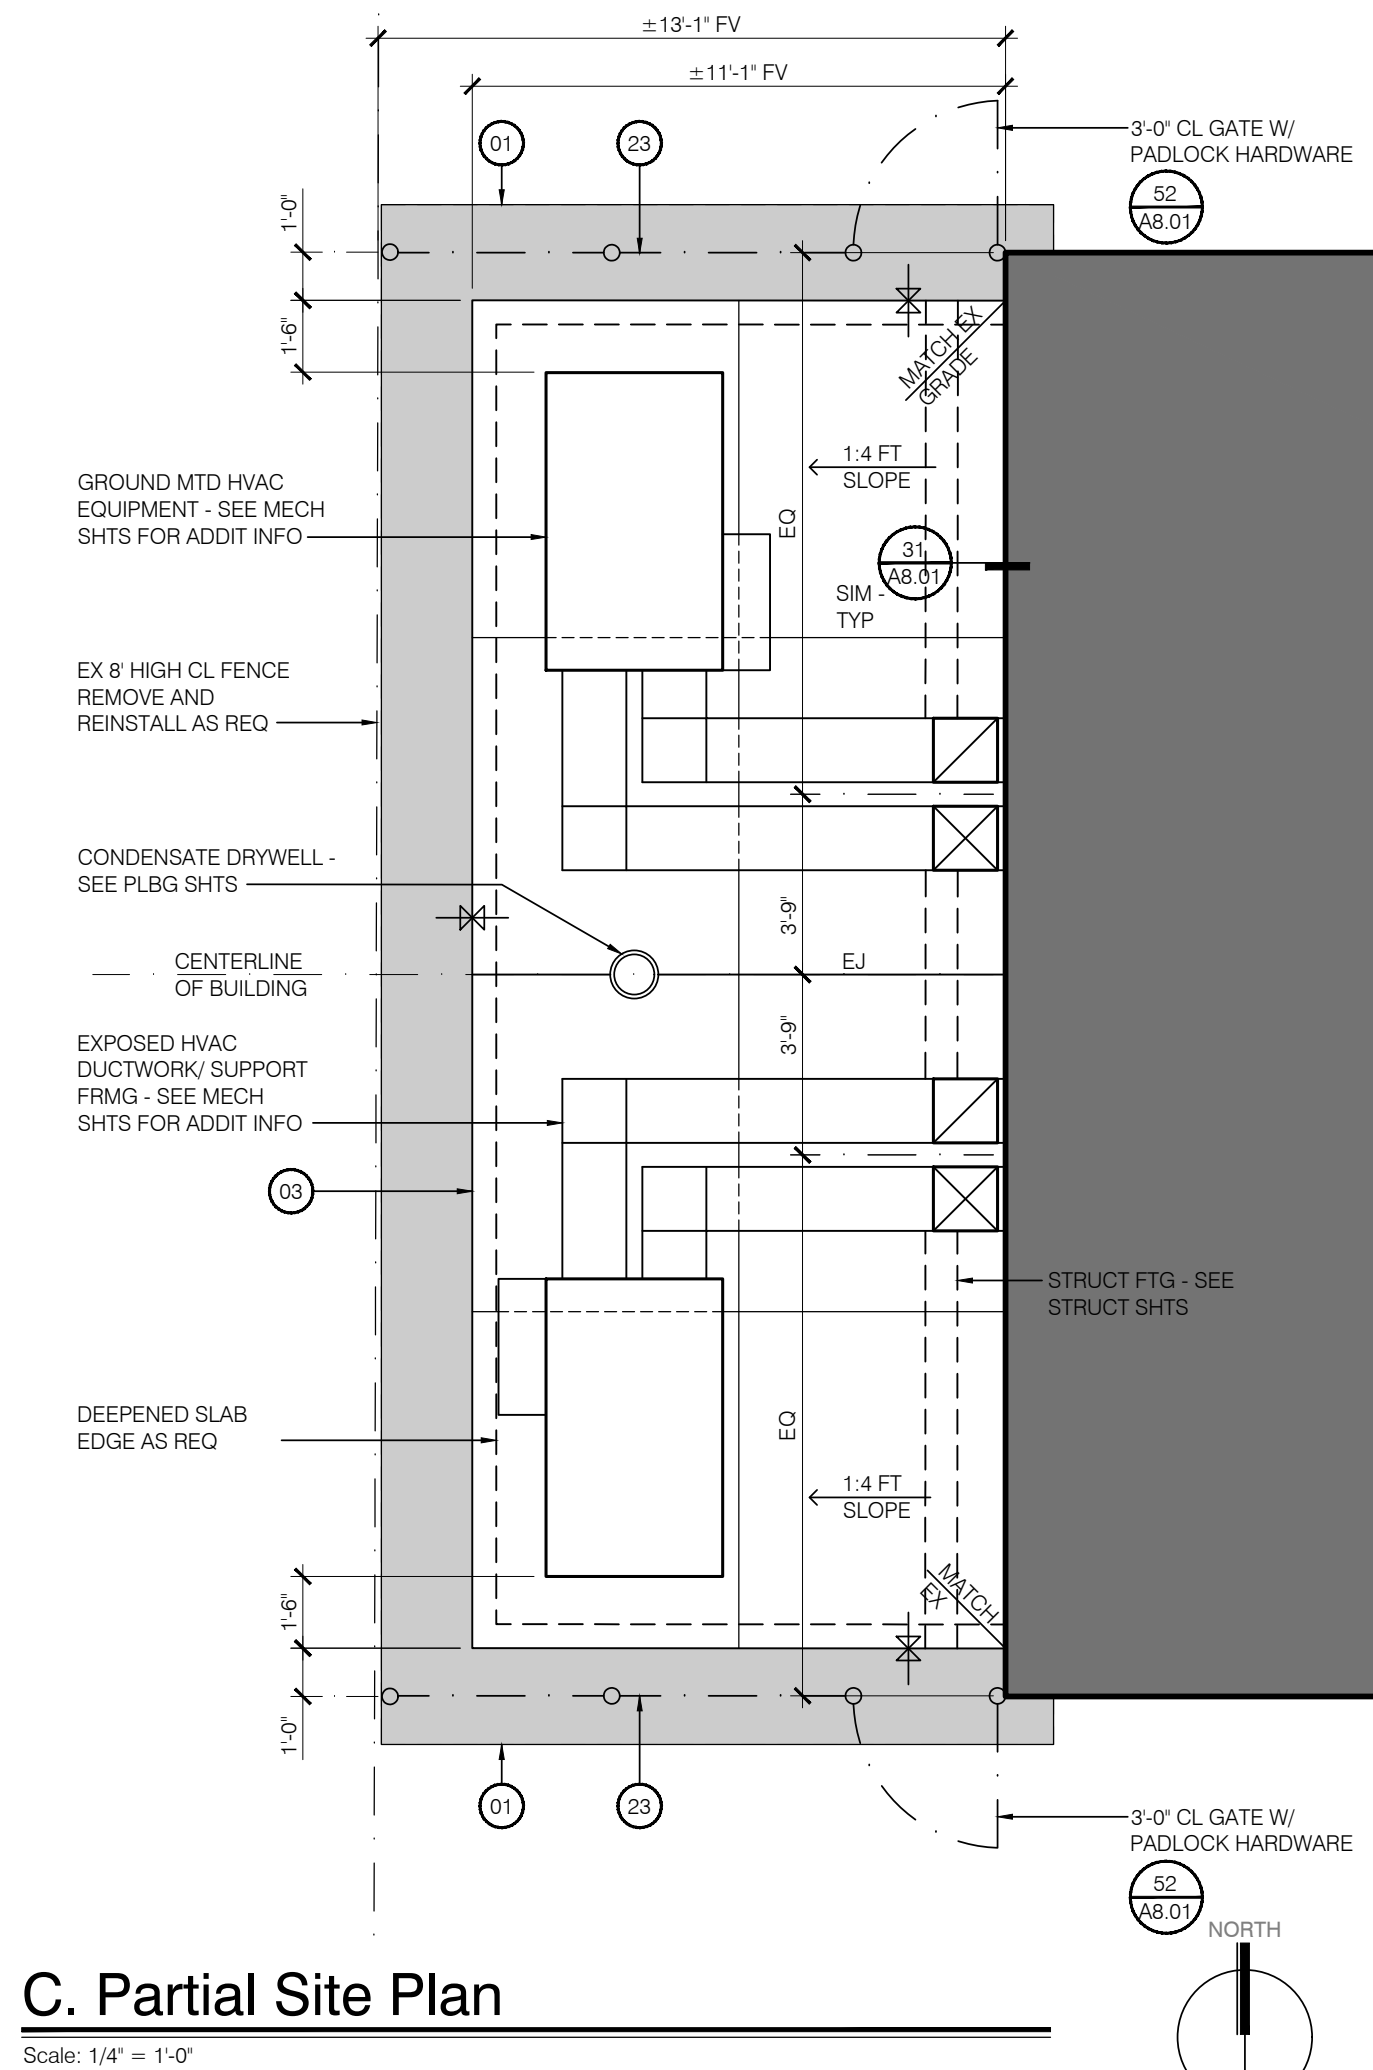 ±13'-1" FV
±11'-1" FV
01
23
3'-0" CL GATE W/
PADLOCK HARDWARE
52
A8.01
1'-0"
1'-6"
MATCH EX
GRADE
1:4 FT
SLOPE
GROUND MTD HVAC
EQUIPMENT - SEE MECH
SHTS FOR ADDIT INFO
EQ
31
A8.01
SIM -
TYP
EX 8' HIGH CL FENCE
REMOVE AND
REINSTALL AS REQ
CONDENSATE DRYWELL -
SEE PLBG SHTS
3'-9"
CENTERLINE
OF BUILDING
EJ
3'-9"
EXPOSED HVAC
DUCTWORK/ SUPPORT
FRMG - SEE MECH
SHTS FOR ADDIT INFO
03
STRUCT FTG - SEE
STRUCT SHTS
DEEPENED SLAB
EDGE AS REQ
EQ
1:4 FT
SLOPE
MATCH
EX
1'-6"
1'-0"
01
23
3'-0" CL GATE W/
PADLOCK HARDWARE
52
A8.01
NORTH
C. Partial Site Plan
Scale: 1/4" = 1'-0"